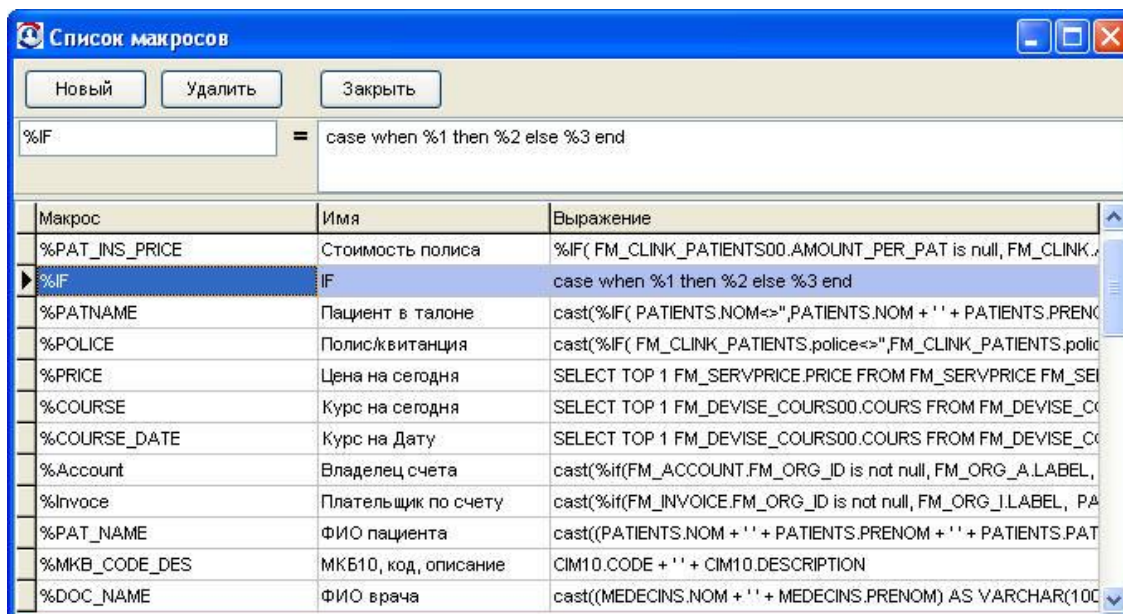 Список макросов
Новый Удалить Закрыть
%IF = case when %1 then %2 else %3 end
Макрос Имя Выражение
%PAT_INS_PRICE Стоимость полиса %IF( FM_CLINK_PATIENTS00.AMOUNT_PER_PAT is null, FM_CLINK.
%IF IF case when %1 then %2 else %3 end
%PATNAME Пациент в талоне cast(%IF( PATIENTS.NOM<>'',PATIENTS.NOM + ' ' + PATIENTS.PRENO
%POLICE Полис/квитанция cast(%IF( FM_CLINK_PATIENTS.police<>'',FM_CLINK_PATIENTS.polic
%PRICE Цена на сегодня SELECT TOP 1 FM_SERVPRICE.PRICE FROM FM_SERVPRICE FM_SE
%COURSE Курс на сегодня SELECT TOP 1 FM_DEVISE_COURS00.COURS FROM FM_DEVISE_CO
%COURSE_DATE Курс на Дату SELECT TOP 1 FM_DEVISE_COURS00.COURS FROM FM_DEVISE_CO
%Account Владелец счета cast(%if(FM_ACCOUNT.FM_ORG_ID is not null, FM_ORG_A.LABEL,
%Invoce Плательщик по счету cast(%if(FM_INVOICE.FM_ORG_ID is not null, FM_ORG_I.LABEL, PA
%PAT_NAME ФИО пациента cast((PATIENTS.NOM + ' ' + PATIENTS.PRENOM + ' ' + PATIENTS.PAT
%MKB_CODE_DES МКБ10, код, описание CIM10.CODE + ' ' + CIM10.DESCRIPTION
%DOC_NAME ФИО врача cast((MEDECINS.NOM + ' ' + MEDECINS.PRENOM) AS VARCHAR(100